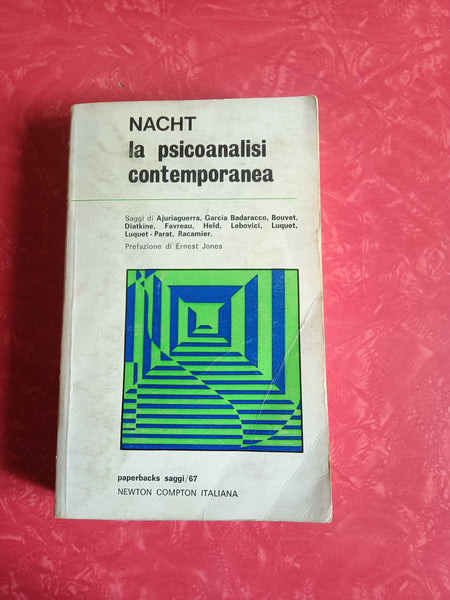 NACHT
la psicoanalisi
contemporanea
Saggi di Ajuriaguerra, Garcia Badaracco, Bouvet,
Diatkine, Favreau, Held, Lebovici, Luquet,
Luquet - Parat, Racamier.
Prefazione di Ernest Jones
paperbacks saggi/67
NEWTON COMPTON ITALIANA